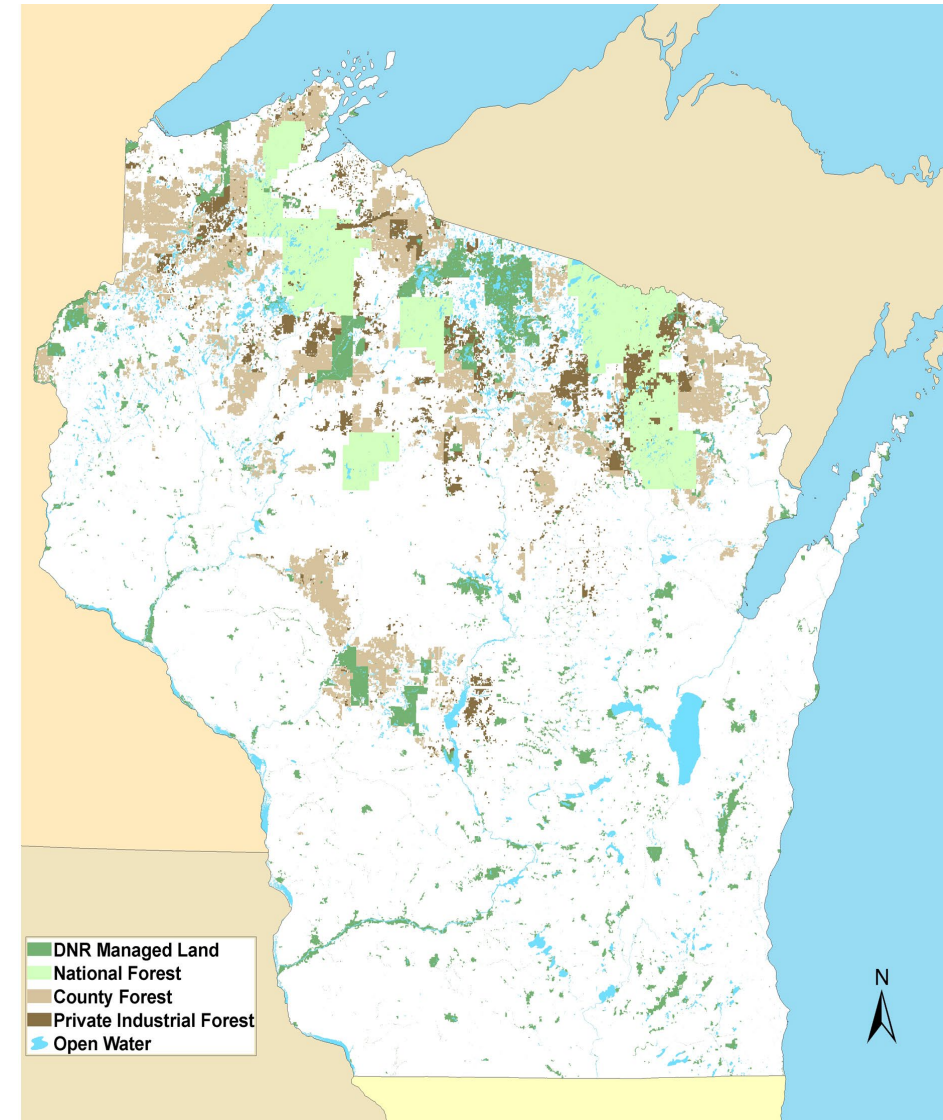 DNR Managed Land
National Forest
County Forest
Private Industrial Forest
Open Water
N